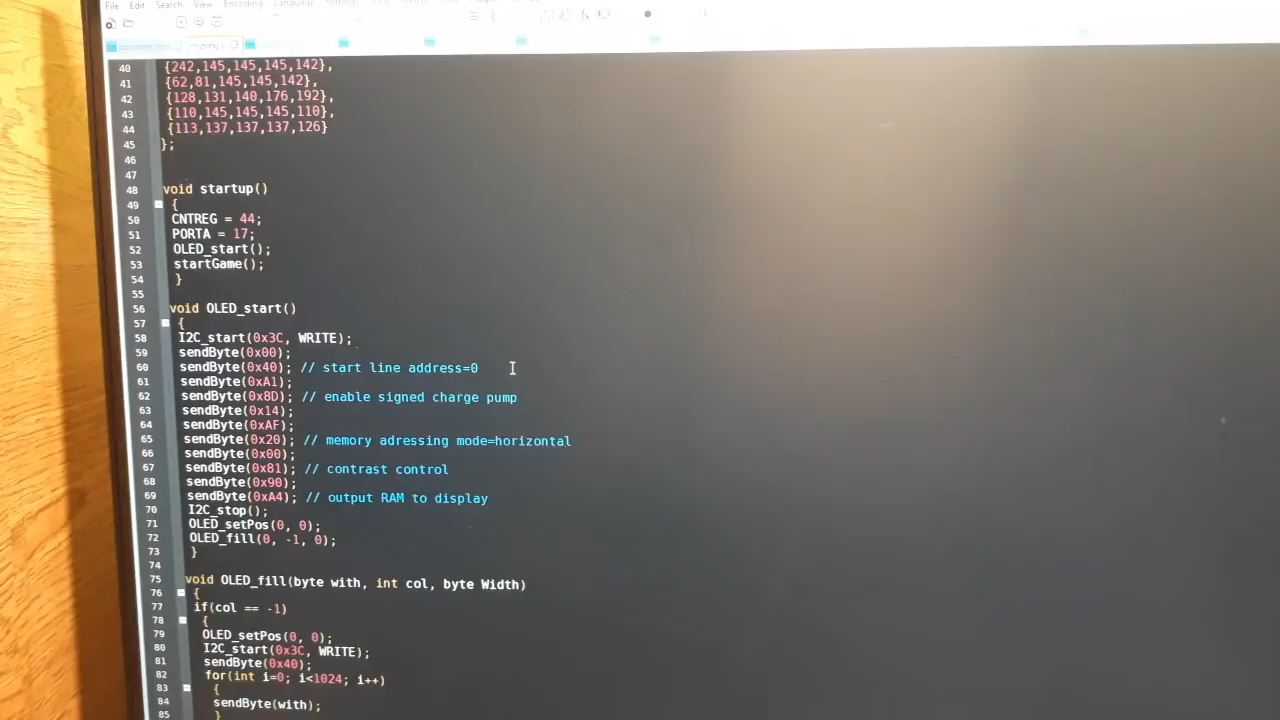 File Edit Search View Encoding Language
40 {242,145,145,145,142},
41 {62,81,145,145,142},
42 {128,131,140,176,192},
43 {110,145,145,145,110},
44 {113,137,137,137,126}
45 };
46
47
48 void startup()
49 {
50 CNTREG = 44;
51 PORTA = 17;
52 OLED_start();
53 startGame();
54 }
55
56 void OLED_start()
57 {
58 I2C_start(0x3C, WRITE);
59 sendByte(0x00);
60 sendByte(0x40); // start line address=0
61 sendByte(0xA1);
62 sendByte(0x8D); // enable signed charge pump
63 sendByte(0x14);
64 sendByte(0xAF);
65 sendByte(0x20); // memory adressing mode=horizontal
66 sendByte(0x00);
67 sendByte(0x81); // contrast control
68 sendByte(0x90);
69 sendByte(0xA4); // output RAM to display
70 I2C_stop();
71 OLED_setPos(0, 0);
72 OLED_fill(0, -1, 0);
73 }
74
75 void OLED_fill(byte with, int col, byte Width)
76 {
77 if(col == -1)
78 {
79 OLED_setPos(0, 0);
80 I2C_start(0x3C, WRITE);
81 sendByte(0x40);
82 for(int i=0; i<1024; i++)
83 {
84 sendByte(with);
85 }